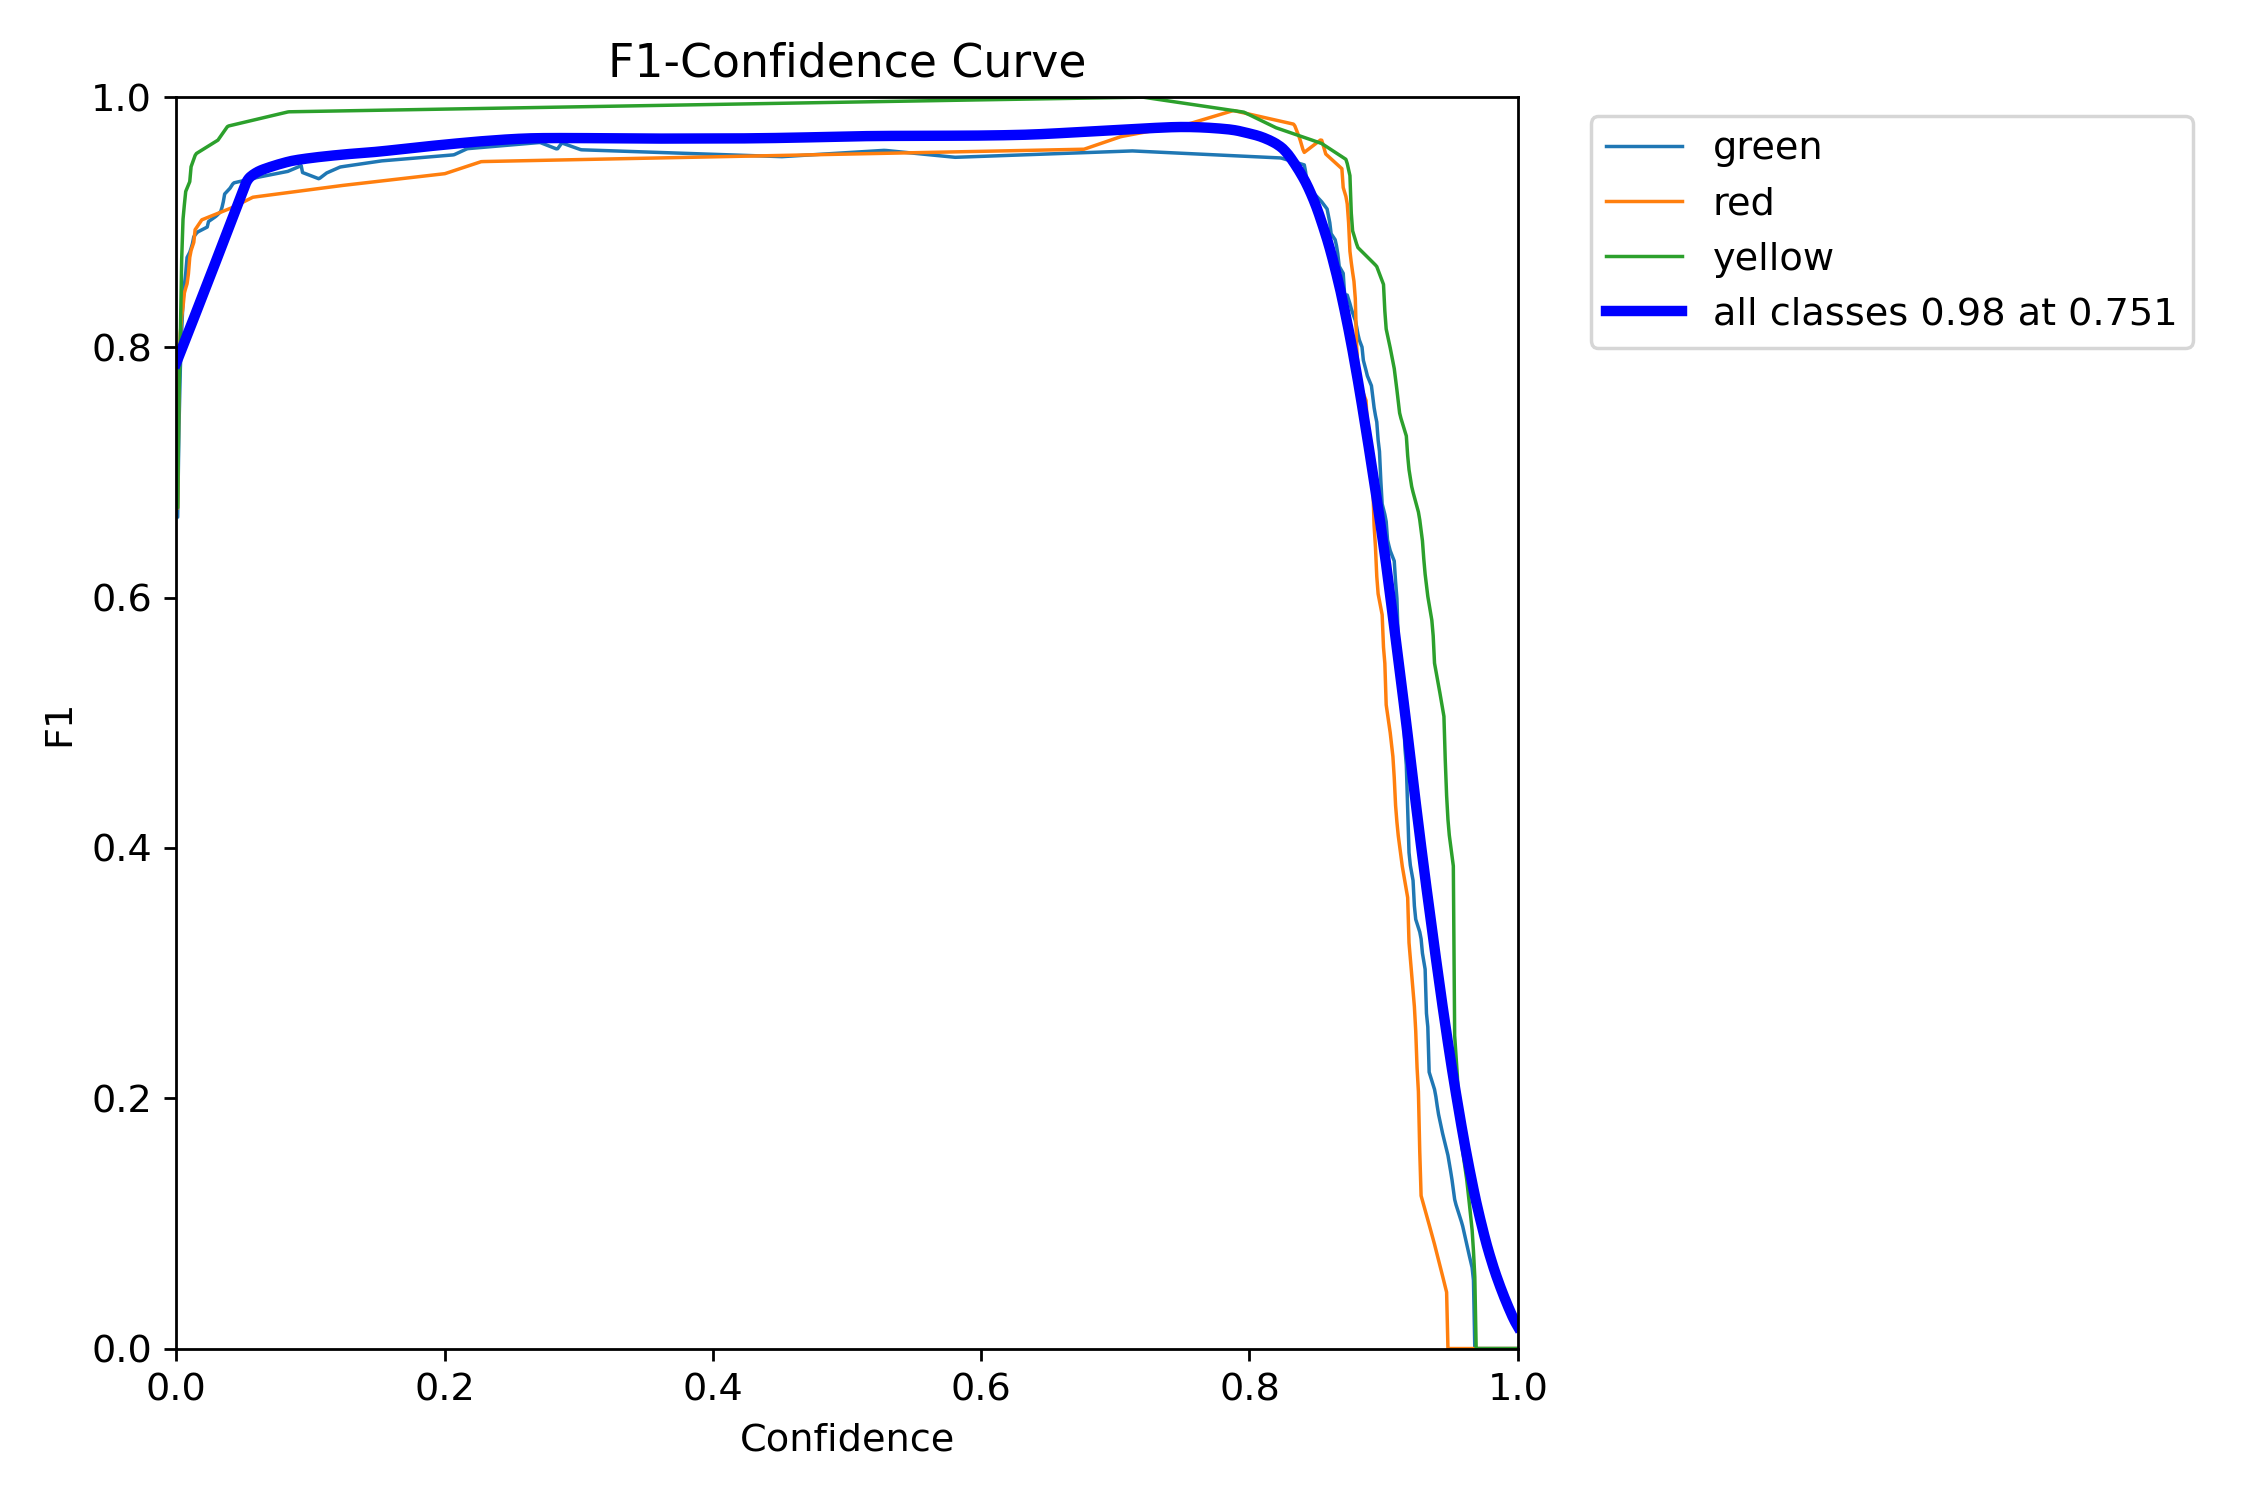 F1-Confidence Curve
1.0
0.8
0.6
0.4
0.2
0.0
F1
0.0 0.2 0.4 0.6 0.8 1.0
Confidence
green
red
yellow
all classes 0.98 at 0.751